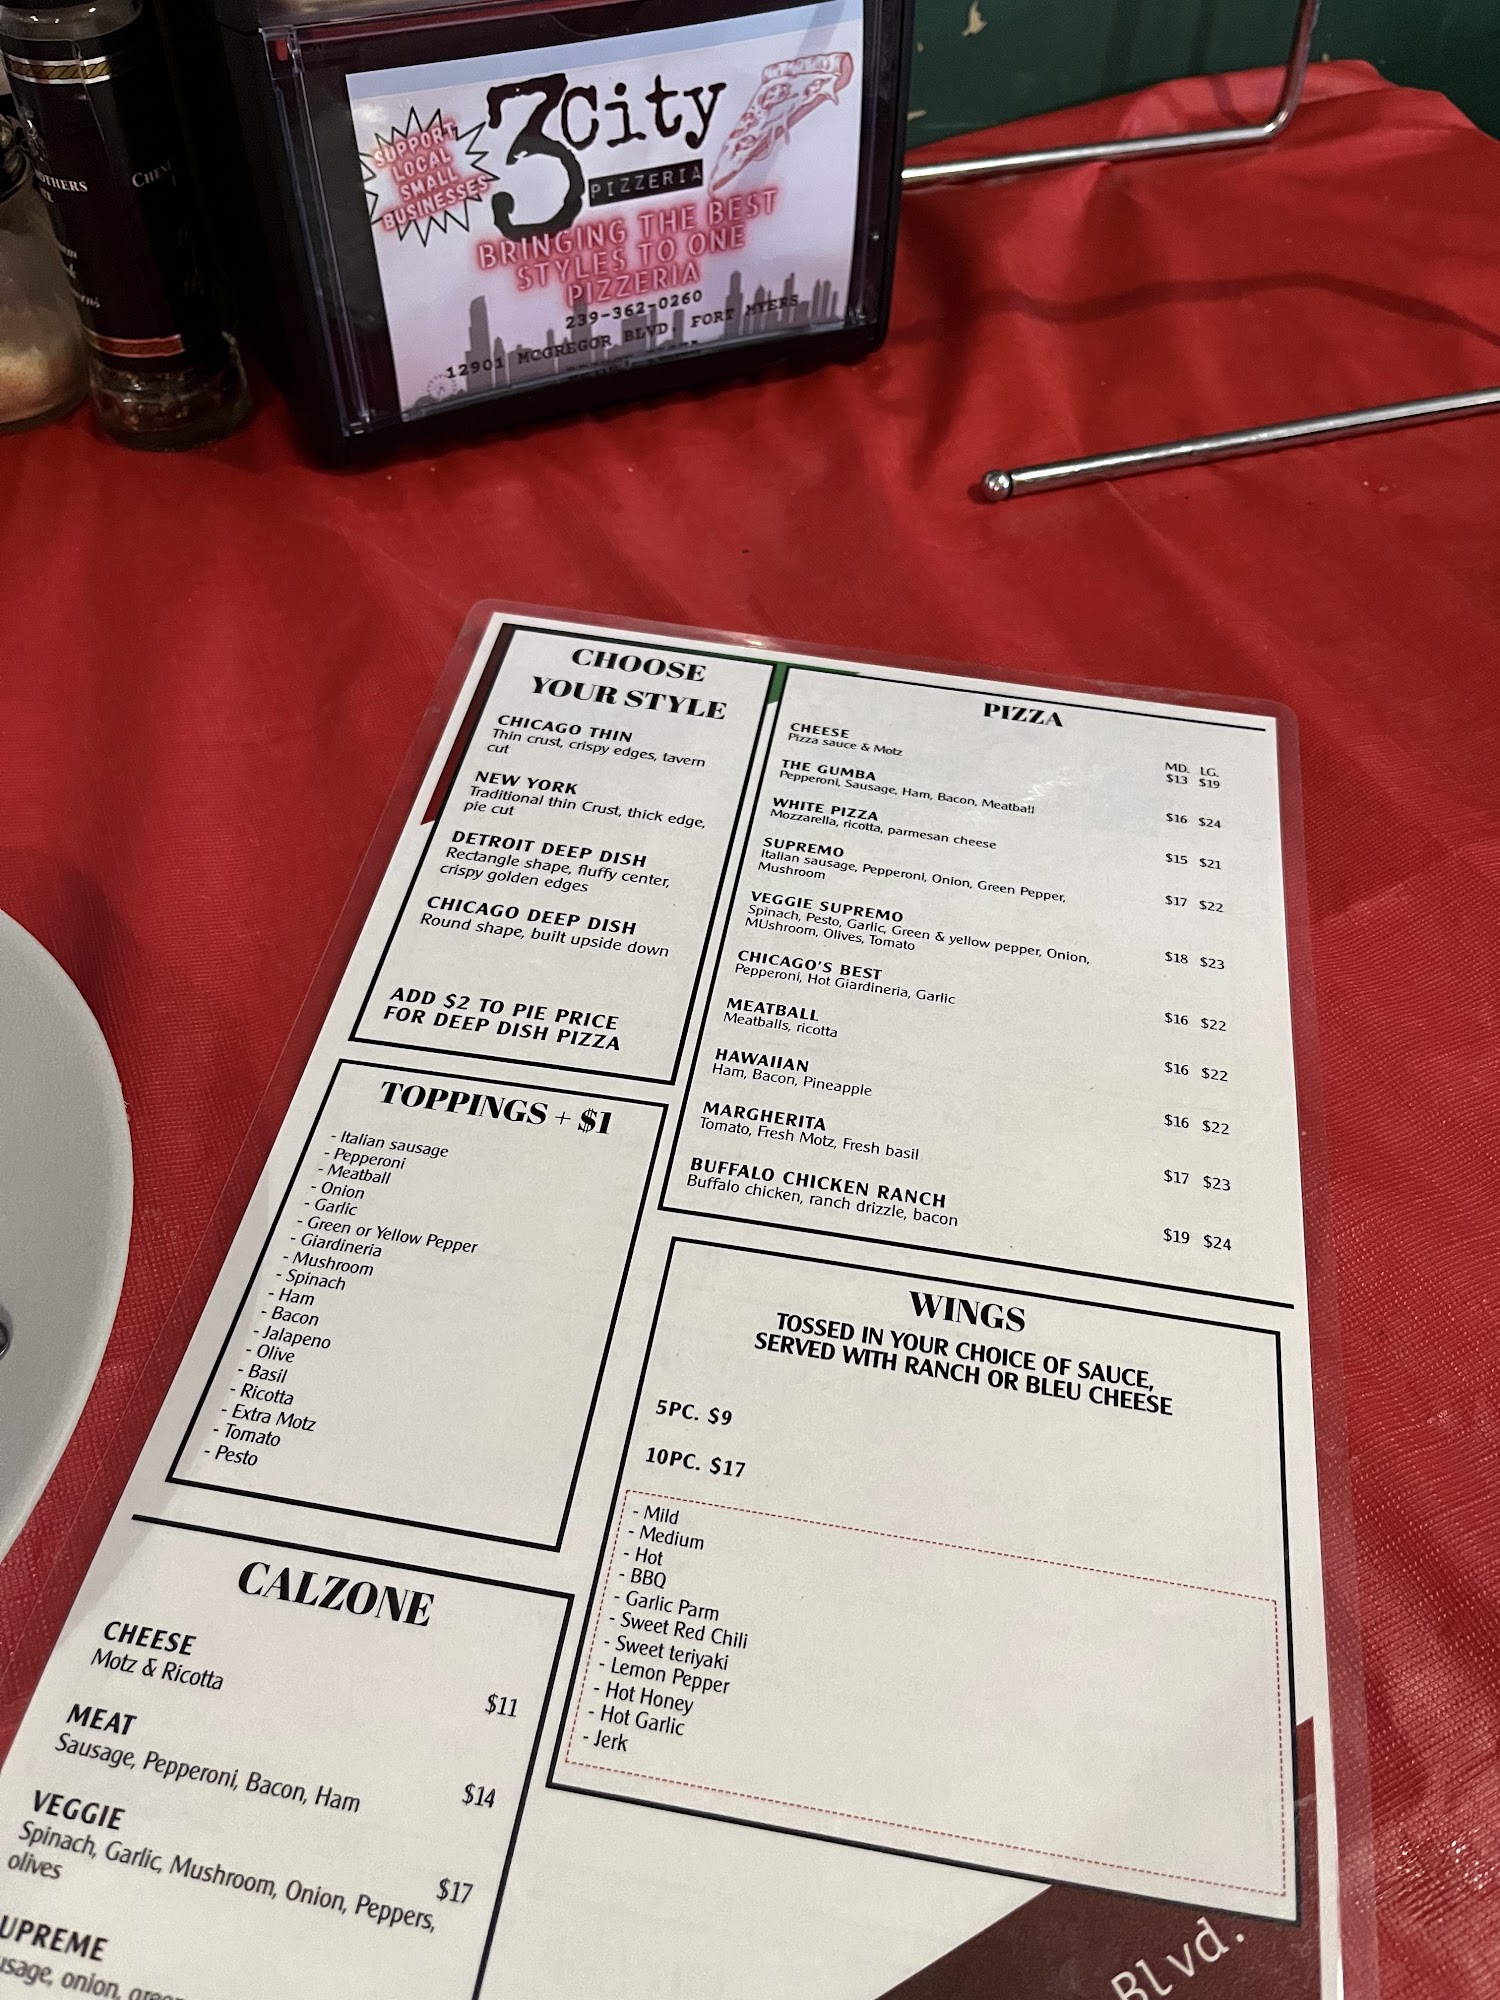 SUPPORT
LOCAL
SMALL
BUSINESSES
3City
PIZZERIA
BRINGING THE BEST
STYLES TO ONE
PIZZERIA
239-362-0260
12901 MCGREGOR BLVD. FORT MYERS
CHOOSE
YOUR STYLE
CHICAGO THIN
Thin crust, crispy edges, tavern
cut
NEW YORK
Traditional thin Crust, thick edge,
pie cut
DETROIT DEEP DISH
Rectangle shape, fluffy center,
crispy golden edges
CHICAGO DEEP DISH
Round shape, built upside down
ADD $2 TO PIE PRICE
FOR DEEP DISH PIZZA
TOPPINGS + $1
- Italian sausage
- Pepperoni
- Meatball
- Onion
- Garlic
- Green or Yellow Pepper
- Giardineria
- Mushroom
- Spinach
- Ham
- Bacon
- Jalapeno
- Olive
- Basil
- Ricotta
- Extra Motz
- Tomato
- Pesto
CALZONE
CHEESE
Motz & Ricotta
$11
MEAT
Sausage, Pepperoni, Bacon, Ham
$14
VEGGIE
Spinach, Garlic, Mushroom, Onion, Peppers,
olives
$17
UPREME
usage, onion, green
PIZZA
CHEESE
Pizza sauce & Motz
MD. LG.
$13 $19
THE GUMBA
Pepperoni, Sausage, Ham, Bacon, Meatball
$16 $24
WHITE PIZZA
Mozzarella, ricotta, parmesan cheese
$15 $21
SUPREMO
Italian sausage, Pepperoni, Onion, Green Pepper,
Mushroom
$17 $22
VEGGIE SUPREMO
Spinach, Pesto, Garlic, Green & yellow pepper, Onion,
MUshroom, Olives, Tomato
$18 $23
CHICAGO'S BEST
Pepperoni, Hot Giardineria, Garlic
$16 $22
MEATBALL
Meatballs, ricotta
$16 $22
HAWAIIAN
Ham, Bacon, Pineapple
$16 $22
MARGHERITA
Tomato, Fresh Motz, Fresh basil
$17 $23
BUFFALO CHICKEN RANCH
Buffalo chicken, ranch drizzle, bacon
$19 $24
WINGS
TOSSED IN YOUR CHOICE OF SAUCE,
SERVED WITH RANCH OR BLEU CHEESE
5PC. $9
10PC. $17
- Mild
- Medium
- Hot
- BBQ
- Garlic Parm
- Sweet Red Chili
- Sweet teriyaki
- Lemon Pepper
- Hot Honey
- Hot Garlic
- Jerk
Blvd.